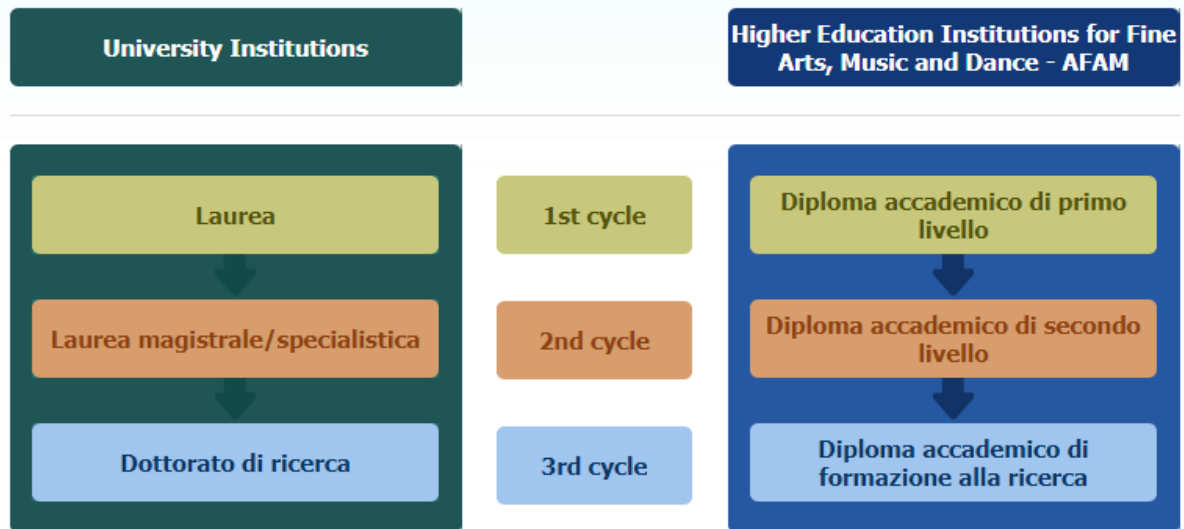 University Institutions
Higher Education Institutions for Fine
Arts, Music and Dance - AFAM
Laurea
1st cycle
Diploma accademico di primo
livello
Laurea magistrale/specialistica
2nd cycle
Diploma accademico di secondo
livello
Dottorato di ricerca
3rd cycle
Diploma accademico di
formazione alla ricerca